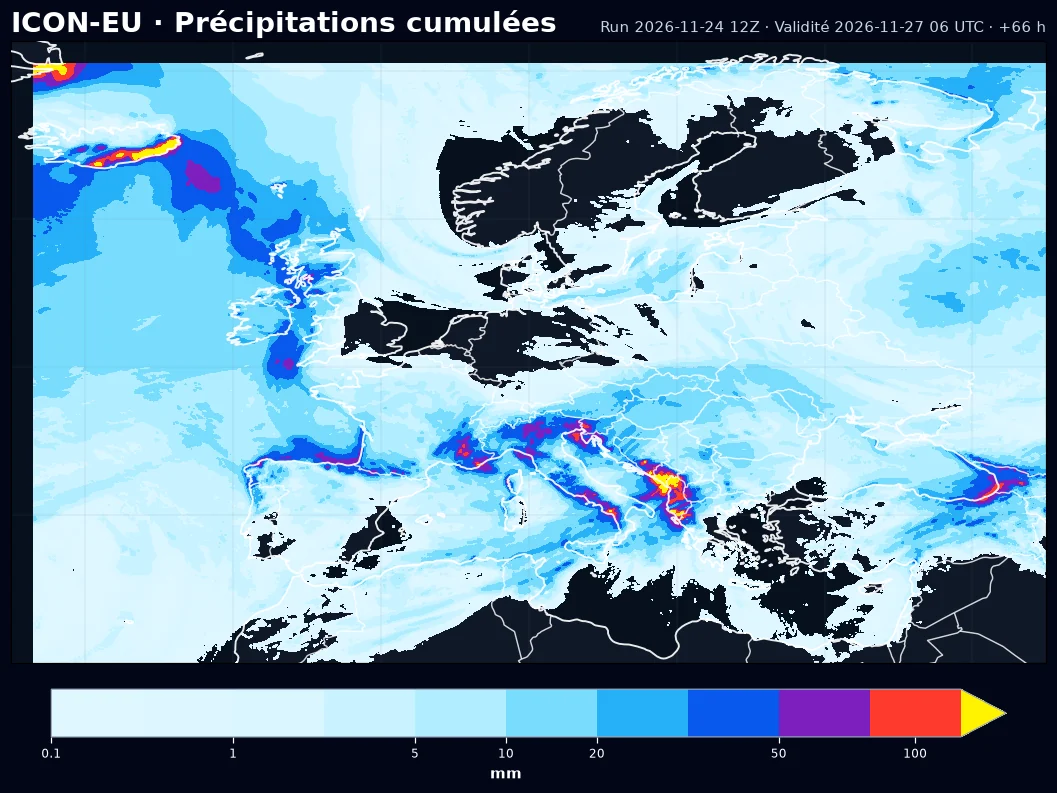 ICON-EU · Précipitations cumulées
Run 2026-11-24 12Z · Validité 2026-11-27 06 UTC · +66 h
0.1 1 5 10 20 50 100
mm